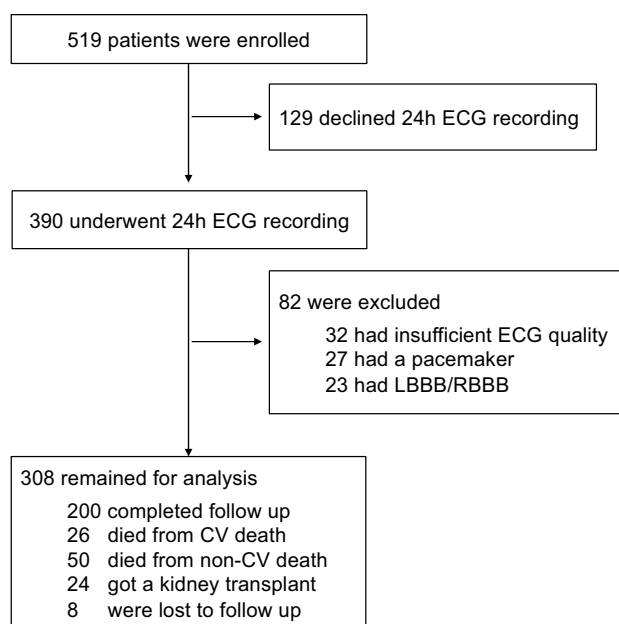 519 patients were enrolled
129 declined 24h ECG recording
390 underwent 24h ECG recording
82 were excluded
32 had insufficient ECG quality
27 had a pacemaker
23 had LBBB/RBBB
308 remained for analysis
200 completed follow up
26 died from CV death
50 died from non-CV death
24 got a kidney transplant
8 were lost to follow up